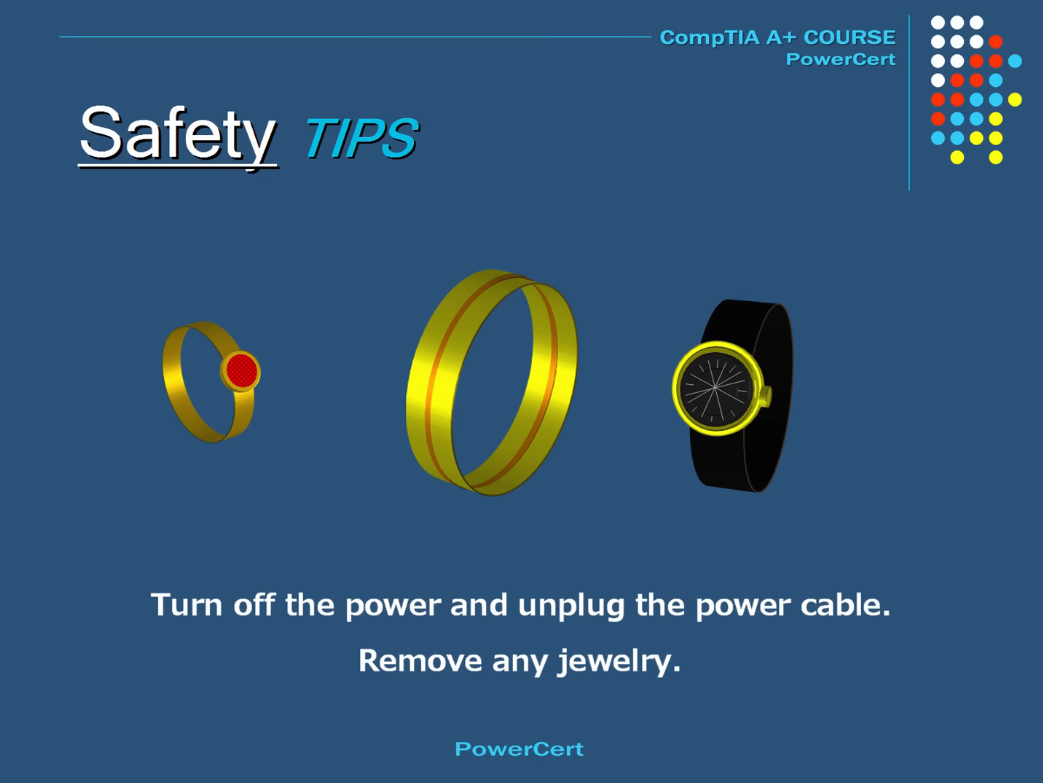 CompTIA A+ COURSE
PowerCert
Safety TIPS
Turn off the power and unplug the power cable.
Remove any jewelry.
PowerCert